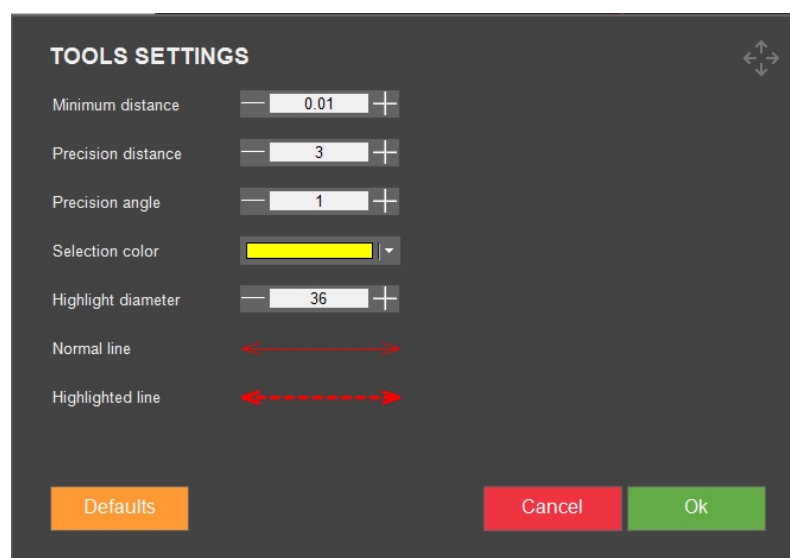 TOOLS SETTINGS
Minimum distance 0.01
Precision distance 3
Precision angle 1
Selection color
Highlight diameter 36
Normal line
Highlighted line
Defaults Cancel Ok